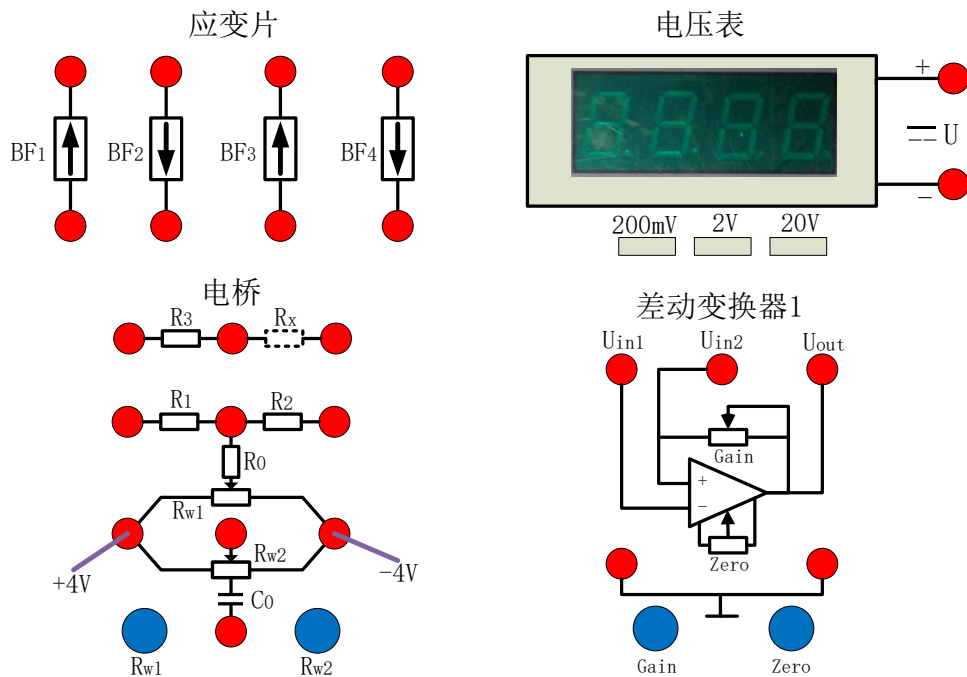 应变片
BF1
BF2
BF3
BF4
电压表
+
U
-
200mV
2V
20V
电桥
R3
Rx
R1
R2
R0
Rw1
Rw2
+4V
-4V
C0
Rw1
Rw2
差动变换器1
Uin1
Uin2
Uout
Gain
+
-
Zero
Gain
Zero